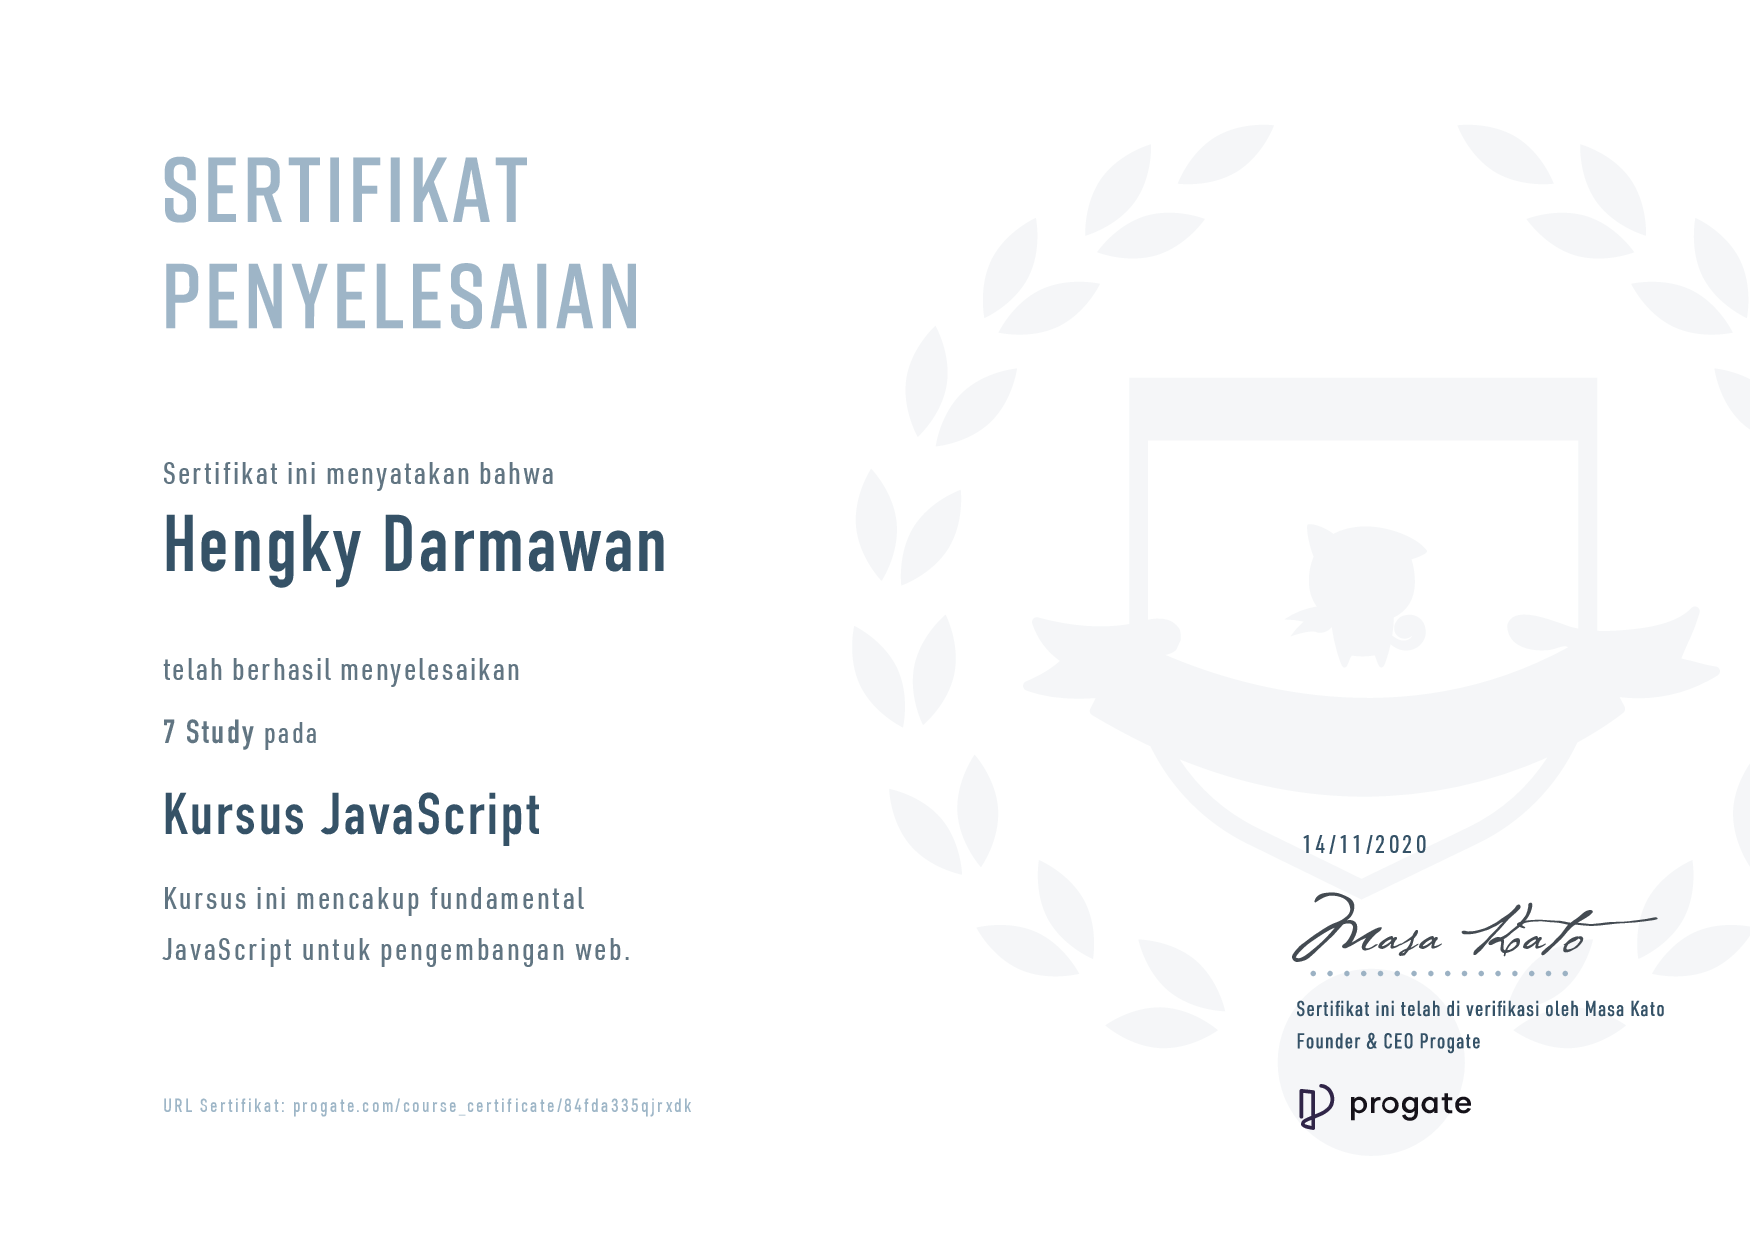 SERTIFIKAT
PENYELESAIAN
Sertifikat ini menyatakan bahwa
Hengky Darmawan
telah berhasil menyelesaikan
7 Study pada
Kursus JavaScript
Kursus ini mencakup fundamental
JavaScript untuk pengembangan web.
URL Sertifikat: progate.com/course_certificate/84fda335qjrxdk
14/11/2020
Masa Kato
Sertifikat ini telah di verifikasi oleh Masa Kato
Founder & CEO Progate
progate